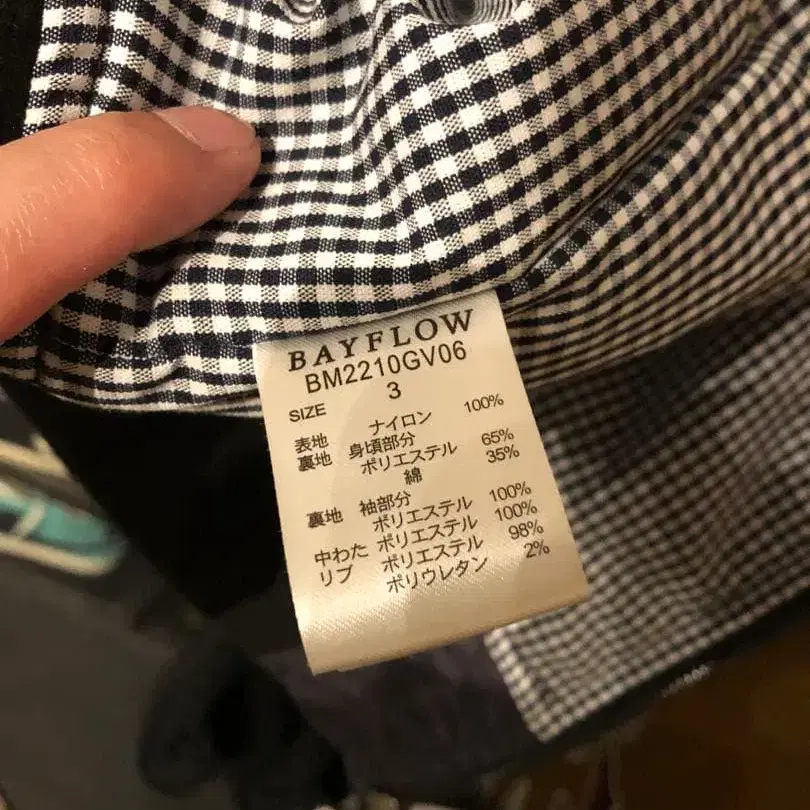 BAYFLOW
BM2210GV06
SIZE 3
表地 ナイロン 100%
裏地 身頃部分
ポリエステル 65%
綿 35%
裏地 袖部分
ポリエステル 100%
中わた ポリエステル 100%
リブ ポリエステル 98%
ポリウレタン 2%